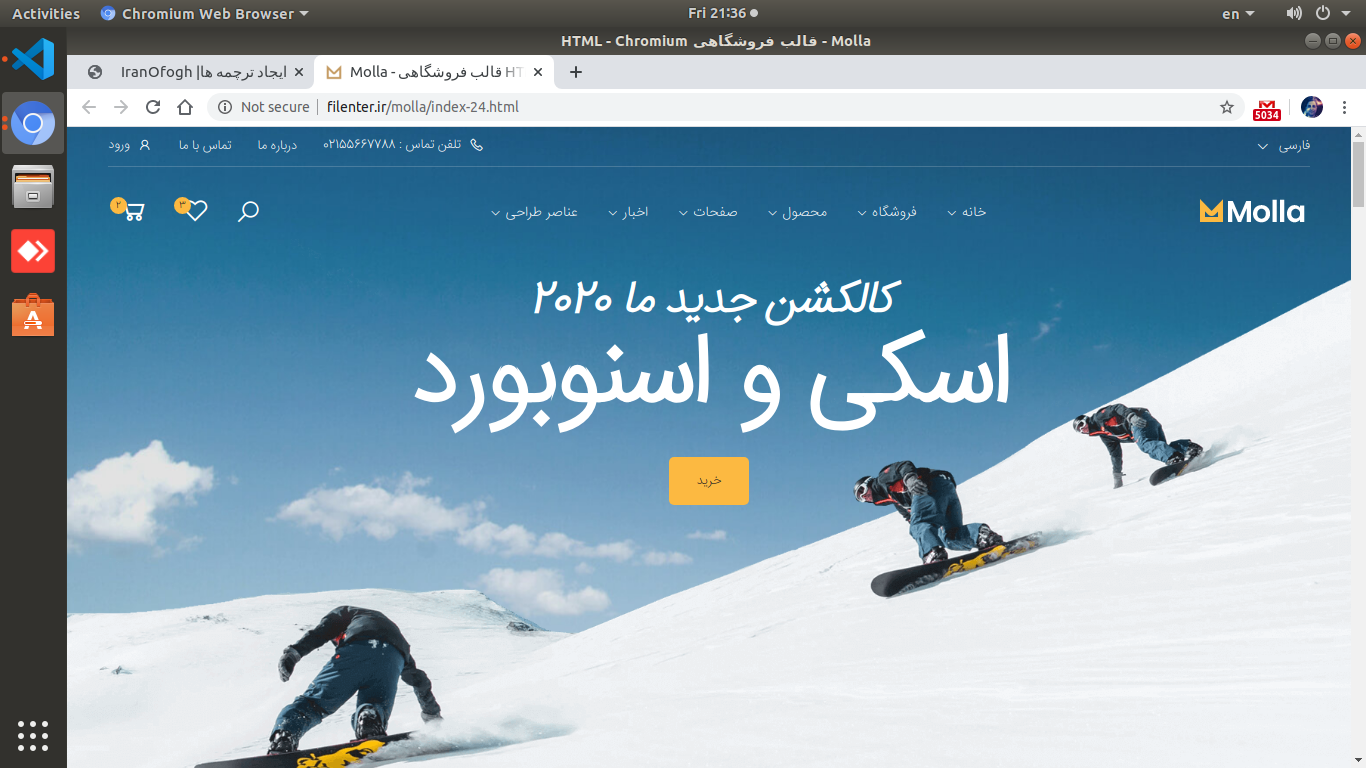 Activities
Chromium Web Browser
Fri 21:36
en
Molla - قالب فروشگاهی HTML - Chromium
ایجاد ترجمه ها| IranOfogh
Molla - قالب فروشگاهی HT
Not secure
filenter.ir/molla/index-24.html
5034
فارسی
تلفن تماس : ۰۲۱۵۵۶۶۷۷۸۸
درباره ما
تماس با ما
ورود
Molla
خانه
فروشگاه
محصول
صفحات
اخبار
عناصر طراحی
۳
۲
کالکشن جدید ما ۲۰۲۰
اسکی و اسنوبورد
خرید